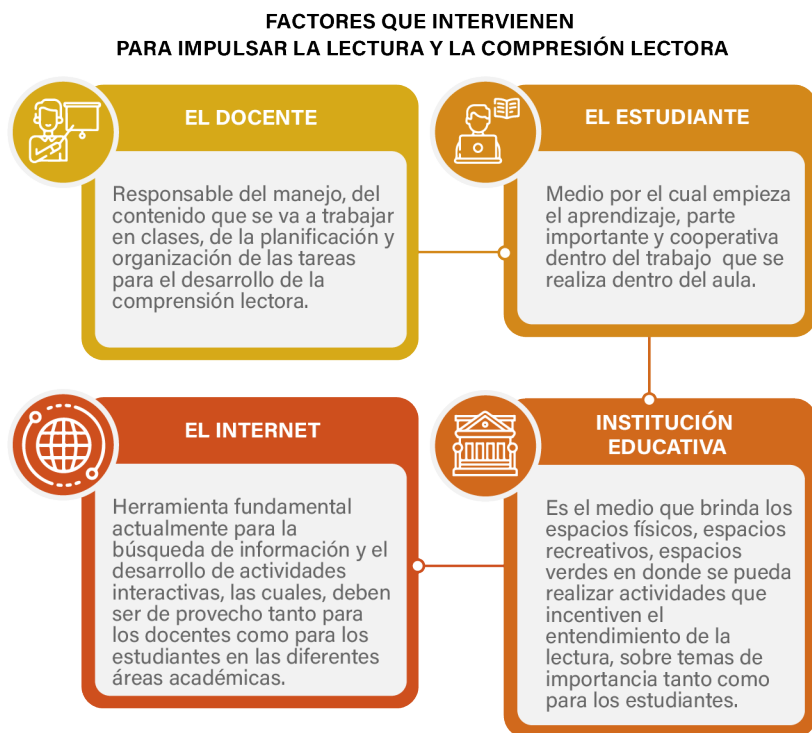 FACTORES QUE INTERVIENEN
PARA IMPULSAR LA LECTURA Y LA COMPRESIÓN LECTORA
EL DOCENTE
Responsable del manejo, del
contenido que se va a trabajar
en clases, de la planificación y
organización de las tareas
para el desarrollo de la
comprensión lectora.
EL ESTUDIANTE
Medio por el cual empieza
el aprendizaje, parte
importante y cooperativa
dentro del trabajo que se
realiza dentro del aula.
INSTITUCIÓN
EDUCATIVA
Es el medio que brinda los
espacios físicos, espacios
recreativos, espacios
verdes en donde se pueda
realizar actividades que
incentiven el
entendimiento de la
lectura, sobre temas de
importancia tanto como
para los estudiantes.
EL INTERNET
Herramienta fundamental
actualmente para la
búsqueda de información y el
desarrollo de actividades
interactivas, las cuales, deben
ser de provecho tanto para
los docentes como para los
estudiantes en las diferentes
áreas académicas.